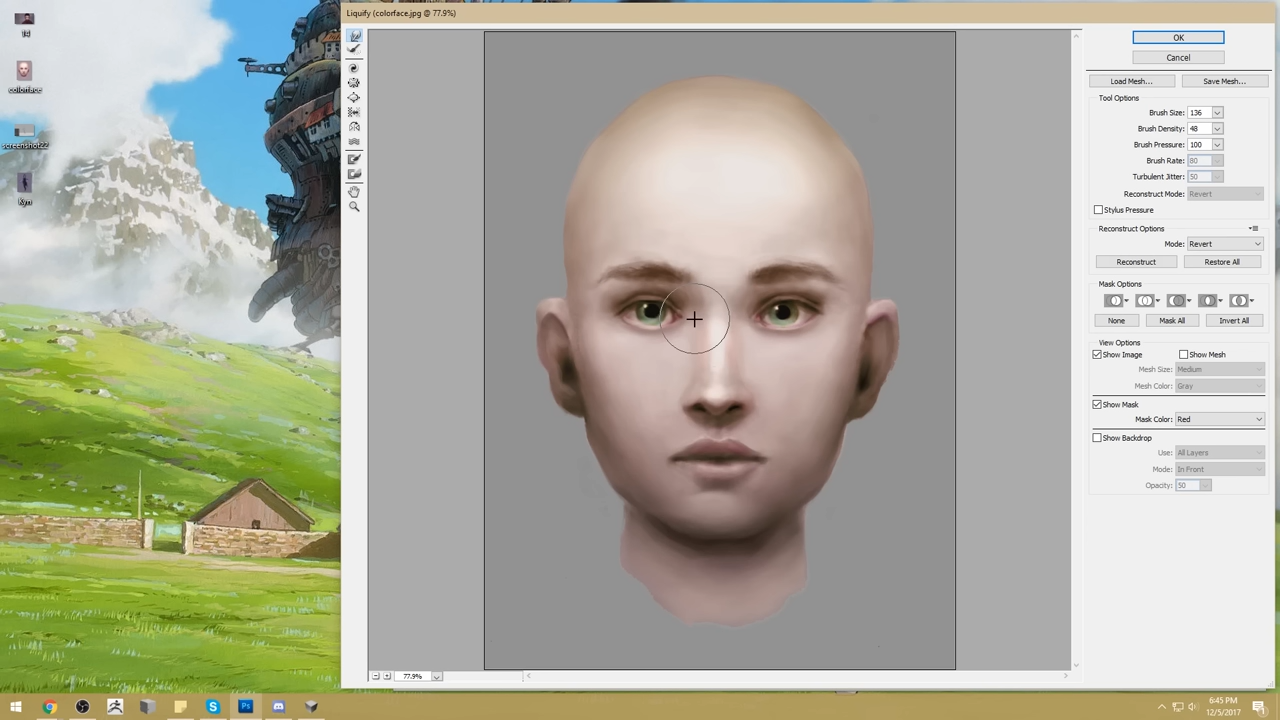 Liquify (colorface.jpg @ 77.9%)
14
colorface
screenshot22
Kyn
OK
Cancel
Load Mesh...
Save Mesh...
Tool Options
Brush Size: 136
Brush Density: 48
Brush Pressure: 100
Brush Rate: 80
Turbulent Jitter: 50
Reconstruct Mode: Revert
Stylus Pressure
Reconstruct Options
Mode: Revert
Reconstruct
Restore All
Mask Options
None
Mask All
Invert All
View Options
Show Image
Show Mesh
Mesh Size: Medium
Mesh Color: Gray
Show Mask
Mask Color: Red
Show Backdrop
Use: All Layers
Mode: In Front
Opacity: 50
77.9%
Ps
6:45 PM
12/5/2017